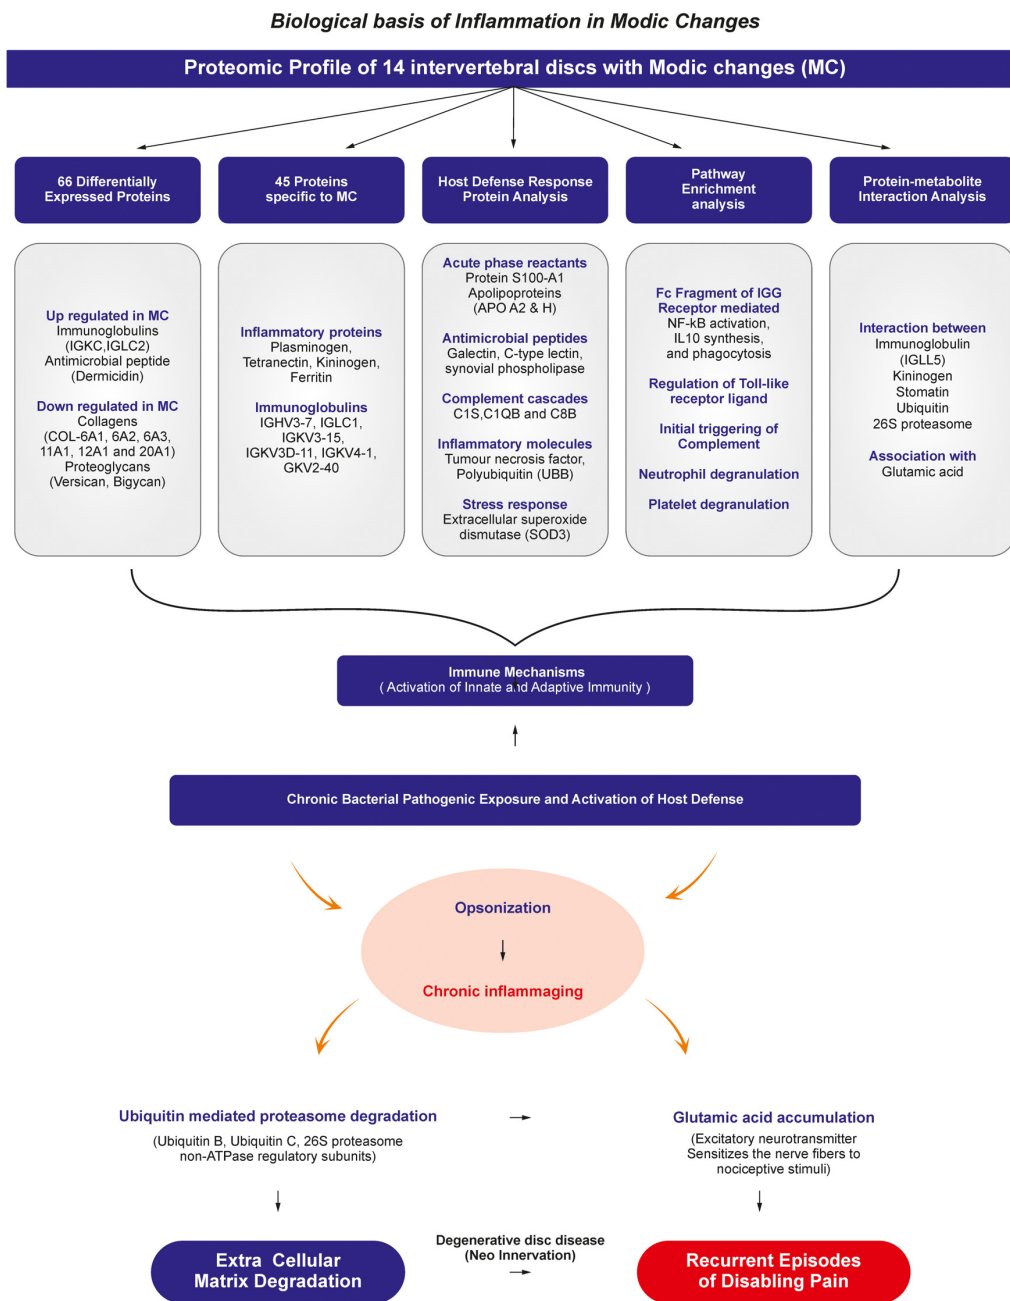 Biological basis of Inflammation in Modic Changes
Proteomic Profile of 14 intervertebral discs with Modic changes (MC)
66 Differentially
Expressed Proteins
45 Proteins
specific to MC
Host Defense Response
Protein Analysis
Pathway
Enrichment
analysis
Protein-metabolite
Interaction Analysis
Up regulated in MC
Immunoglobulins
(IGKC,IGLC2)
Antimicrobial peptide
(Dermicidin)
Down regulated in MC
Collagens
(COL-6A1, 6A2, 6A3,
11A1, 12A1 and 20A1)
Proteoglycans
(Versican, Bigycan)
Inflammatory proteins
Plasminogen,
Tetranectin, Kininogen,
Ferritin
Immunoglobulins
IGHV3-7, IGLC1,
IGKV3-15,
IGKV3D-11, IGKV4-1,
GKV2-40
Acute phase reactants
Protein S100-A1
Apolipoproteins
(APO A2 & H)
Antimicrobial peptides
Galectin, C-type lectin,
synovial phospholipase
Complement cascades
C1S,C1QB and C8B
Inflammatory molecules
Tumour necrosis factor,
Polyubiquitin (UBB)
Stress response
Extracellular superoxide
dismutase (SOD3)
Fc Fragment of IGG
Receptor mediated
NF-kB activation,
IL10 synthesis,
and phagocytosis
Regulation of Toll-like
receptor ligand
Initial triggering of
Complement
Neutrophil degranulation
Platelet degranulation
Interaction between
Immunoglobulin
(IGLL5)
Kininogen
Stomatin
Ubiquitin
26S proteasome
Association with
Glutamic acid
Immune Mechanisms
( Activation of Innate and Adaptive Immunity )
Chronic Bacterial Pathogenic Exposure and Activation of Host Defense
Opsonization
Chronic inflammaging
Ubiquitin mediated proteasome degradation
(Ubiquitin B, Ubiquitin C, 26S proteasome
non-ATPase regulatory subunits)
Glutamic acid accumulation
(Excitatory neurotransmitter
Sensitizes the nerve fibers to
nociceptive stimuli)
Extra Cellular
Matrix Degradation
Degenerative disc disease
(Neo Innervation)
Recurrent Episodes
of Disabling Pain